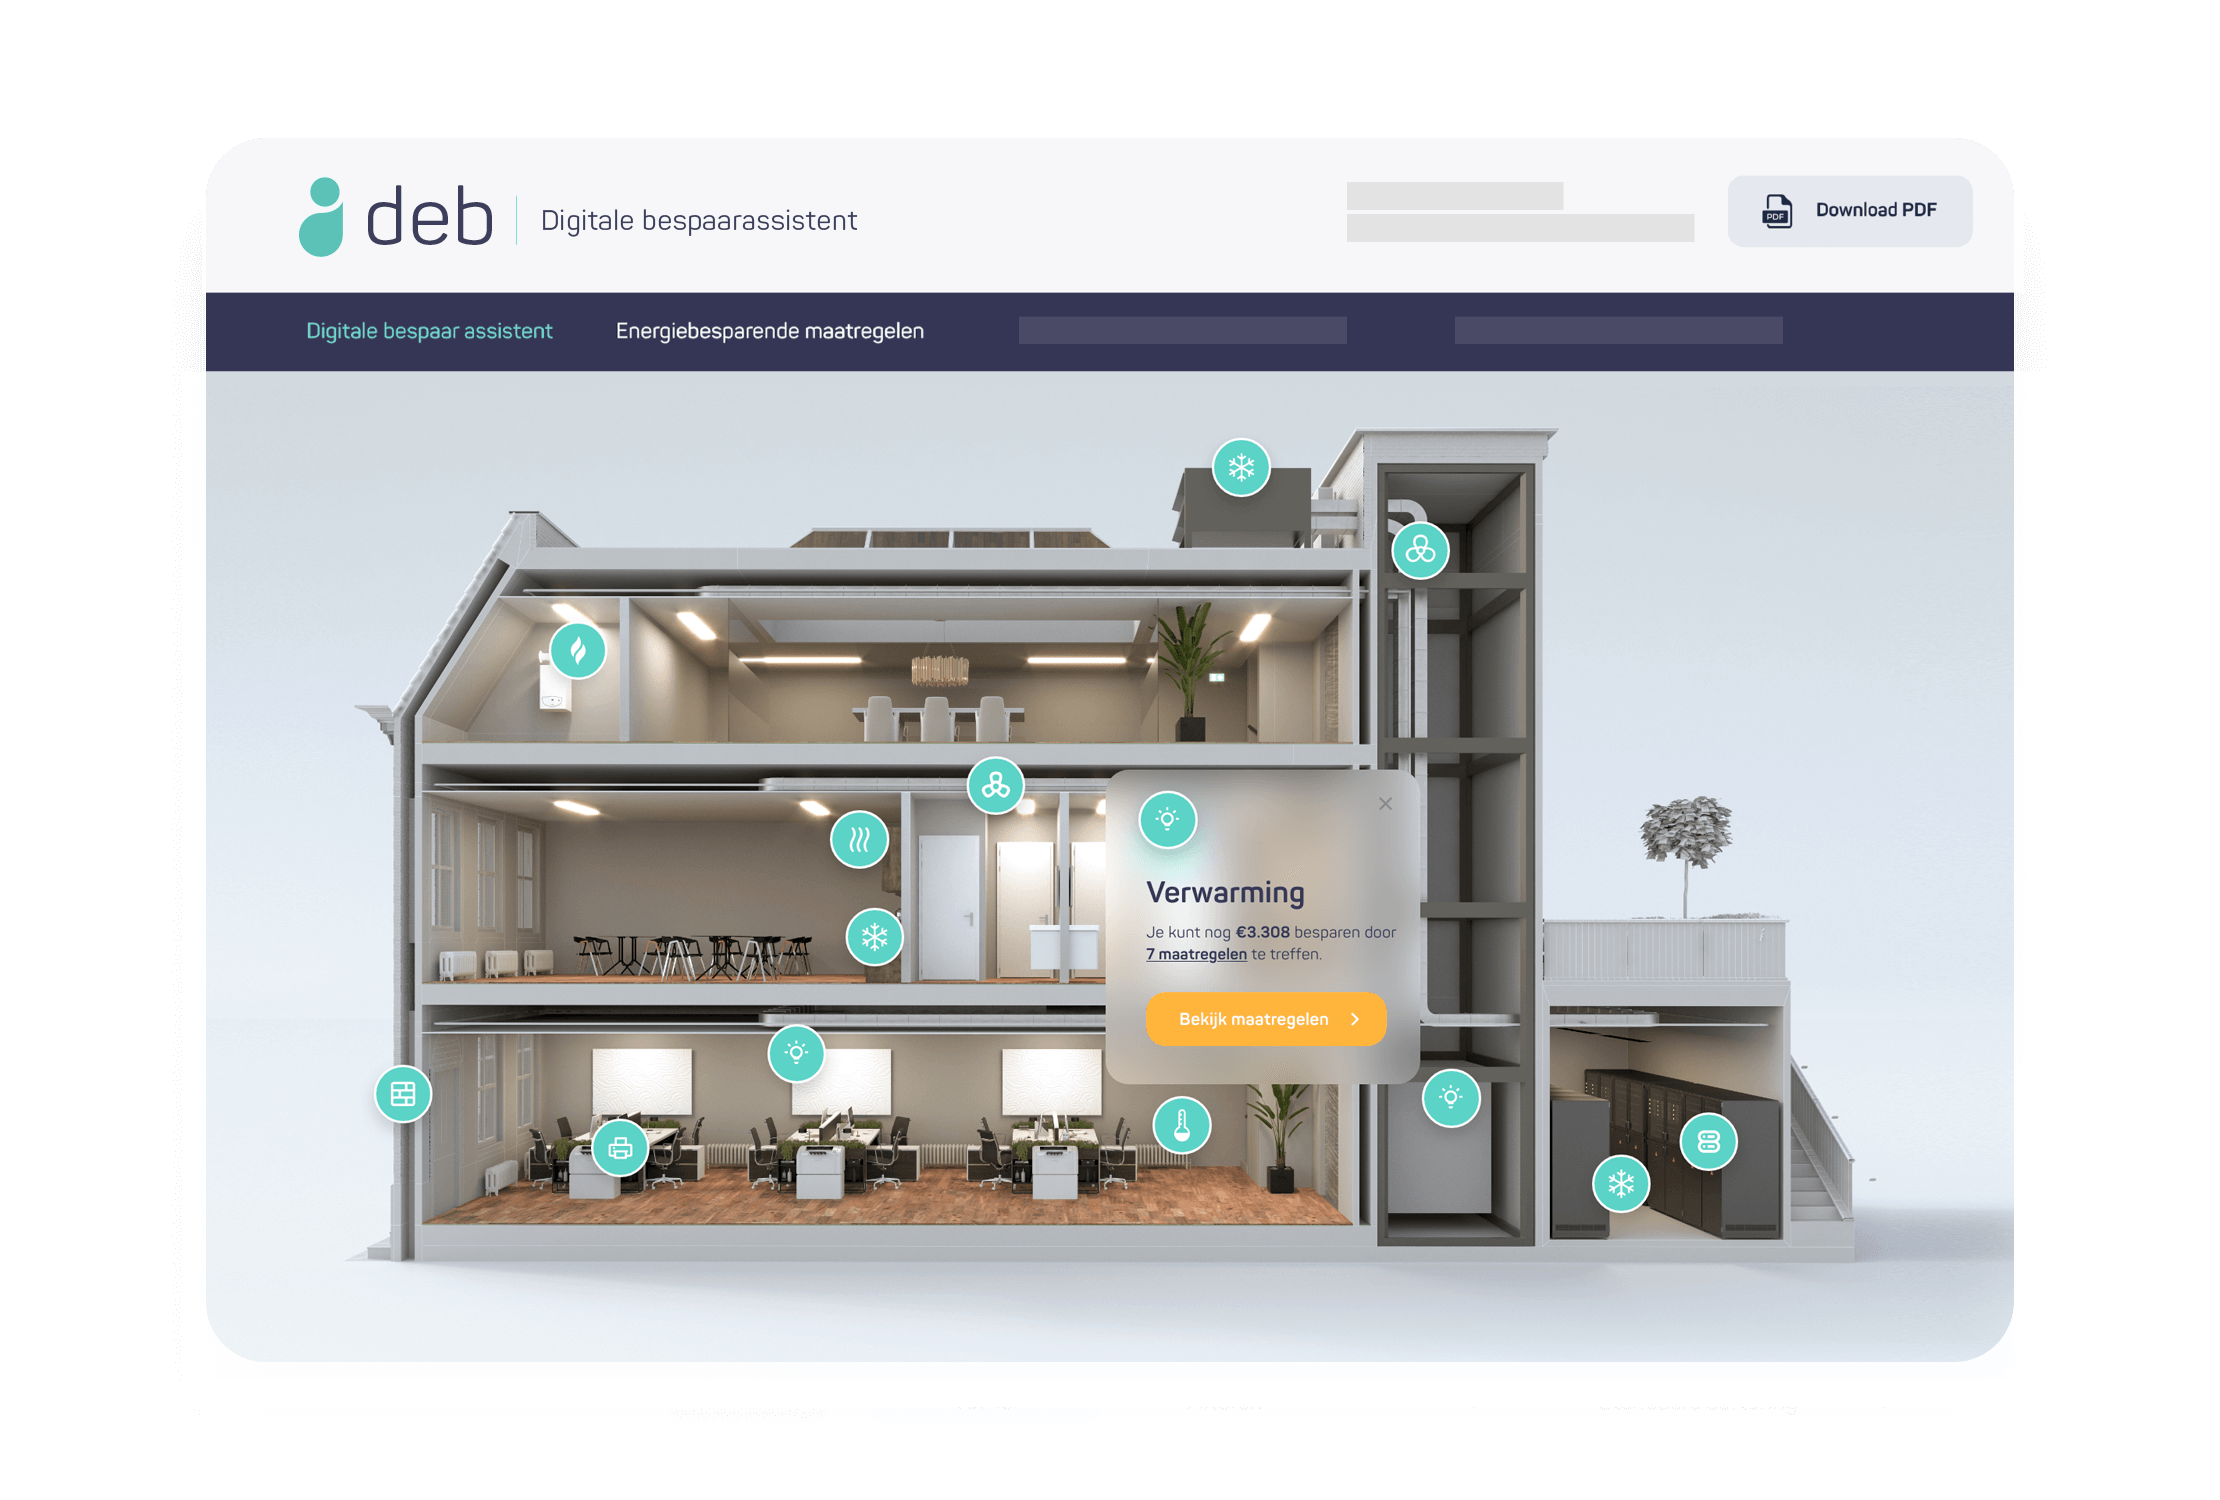 deb
Digitale bespaarassistent
PDF
Download PDF
Digitale bespaar assistent
Energiebesparende maatregelen
Verwarming
Je kunt nog €3.308 besparen door
7 maatregelen te treffen.
Bekijk maatregelen